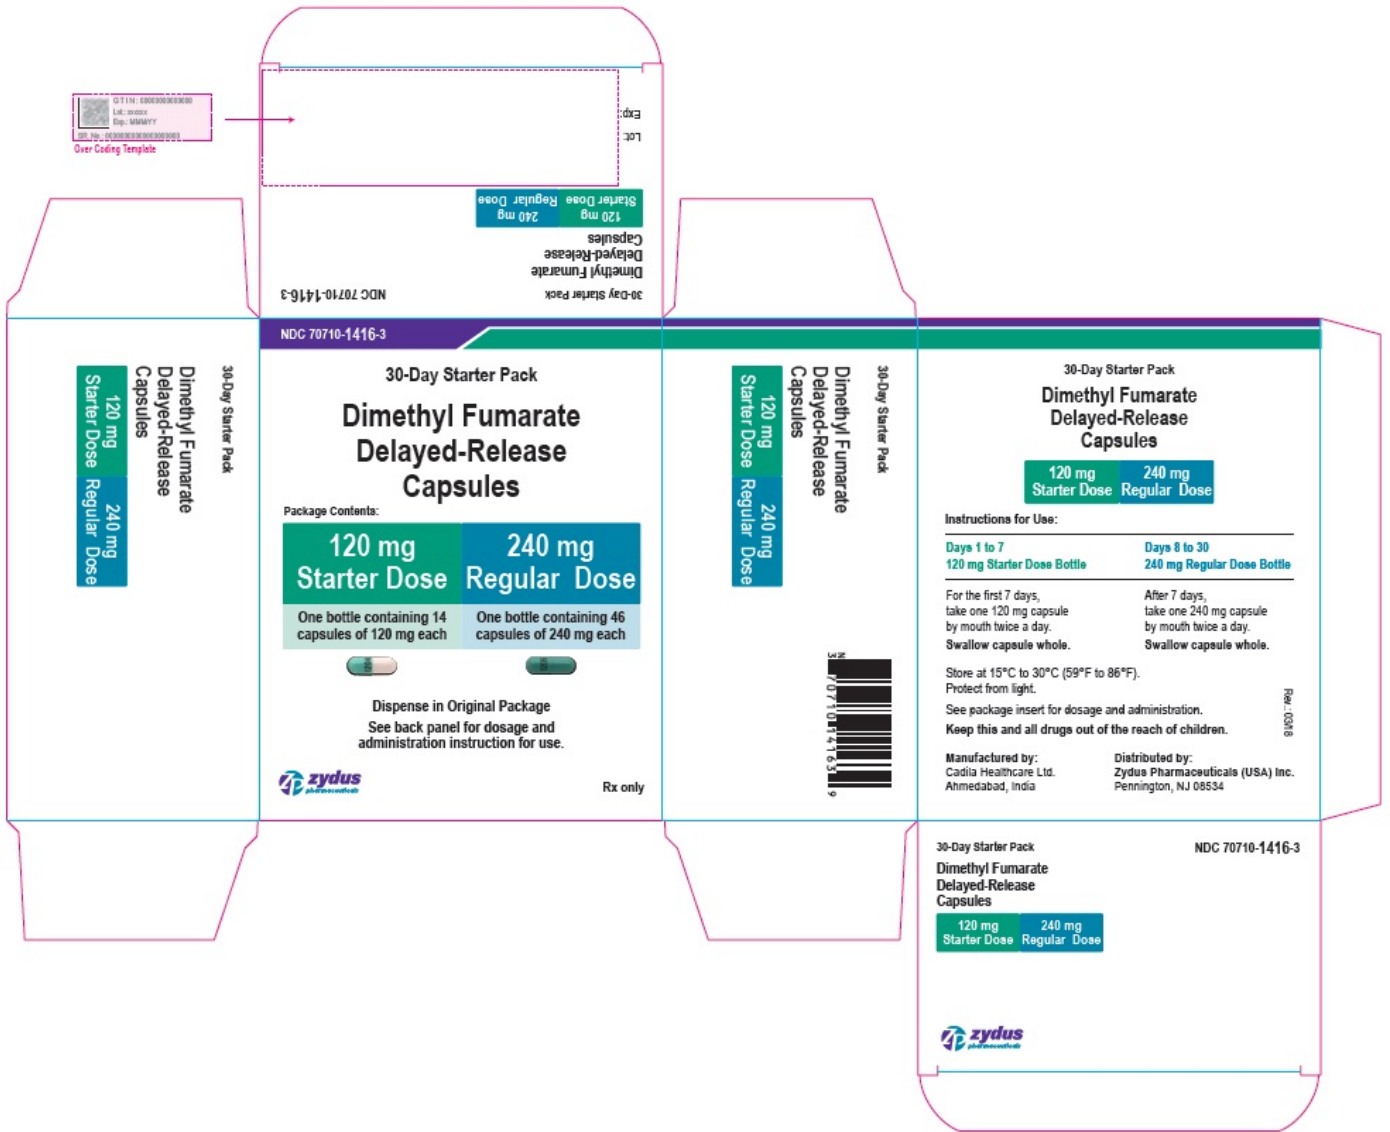 GTIN: 00000000000000
Lot: xxxxxx
Exp.: MMMYY
Over Coding Template
Exp:
Lot:
120 mg
Starter Dose
240 mg
Regular Dose
Dimethyl Fumarate
Delayed-Release
Capsules
30-Day Starter Pack
NDC 70710-1416-3
30-Day Starter Pack
Dimethyl Fumarate
Delayed-Release
Capsules
120 mg
Starter Dose
240 mg
Regular Dose
NDC 70710-1416-3
30-Day Starter Pack
Dimethyl Fumarate
Delayed-Release
Capsules
Package Contents:
120 mg
Starter Dose
240 mg
Regular Dose
One bottle containing 14
capsules of 120 mg each
One bottle containing 46
capsules of 240 mg each
Dispense in Original Package
See back panel for dosage and
administration instruction for use.
zydus
pharmaceuticals
Rx only
30-Day Starter Pack
Dimethyl Fumarate
Delayed-Release
Capsules
120 mg
Starter Dose
240 mg
Regular Dose
N
3 70710 14163 9
30-Day Starter Pack
Dimethyl Fumarate
Delayed-Release
Capsules
120 mg
Starter Dose
240 mg
Regular Dose
Instructions for Use:
Days 1 to 7
120 mg Starter Dose Bottle
Days 8 to 30
240 mg Regular Dose Bottle
For the first 7 days,
take one 120 mg capsule
by mouth twice a day.
Swallow capsule whole.
After 7 days,
take one 240 mg capsule
by mouth twice a day.
Swallow capsule whole.
Store at 15°C to 30°C (59°F to 86°F).
Protect from light.
See package insert for dosage and administration.
Keep this and all drugs out of the reach of children.
Rev.: 03/18
Manufactured by:
Cadila Healthcare Ltd.
Ahmedabad, India
Distributed by:
Zydus Pharmaceuticals (USA) Inc.
Pennington, NJ 08534
30-Day Starter Pack
NDC 70710-1416-3
Dimethyl Fumarate
Delayed-Release
Capsules
120 mg
Starter Dose
240 mg
Regular Dose
zydus
pharmaceuticals